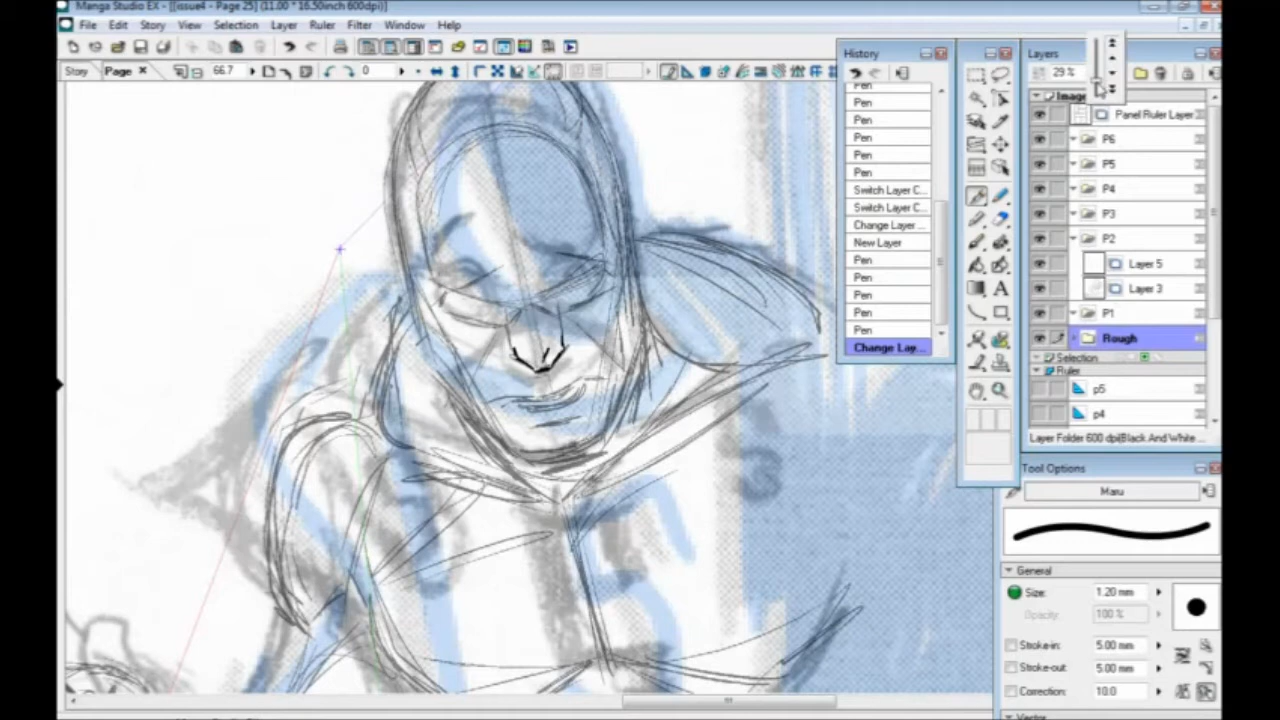 Manga Studio EX - [[issue4 - Page 25] (11.00 * 16.50inch 600dpi)]
File Edit Story View Selection Layer Ruler Filter Window Help
Story Page 66.7 0
History
Pen
Pen
Pen
Pen
Pen
Pen
Switch Layer C...
Switch Layer C...
Change Layer ...
New Layer
Pen
Pen
Pen
Pen
Pen
Change Lay...
Layers
29 %
Image
Panel Ruler Layer
P6
P5
P4
P3
P2
Layer 5
Layer 3
P1
Rough
Selection
Ruler
p5
p4
Layer Folder 600 dpi(Black And White ...
Tool Options
Maru
General
Size: 1.20 mm
Opacity: 100 %
Stroke-in: 5.00 mm
Stroke-out: 5.00 mm
Correction: 10.0
Vector
3